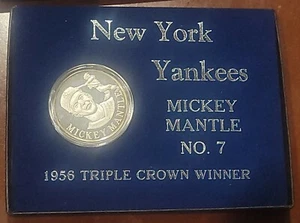 New York
Yankees
MICKEY
MANTLE
NO. 7
1956 TRIPLE CROWN WINNER
MICKEY MANTLE